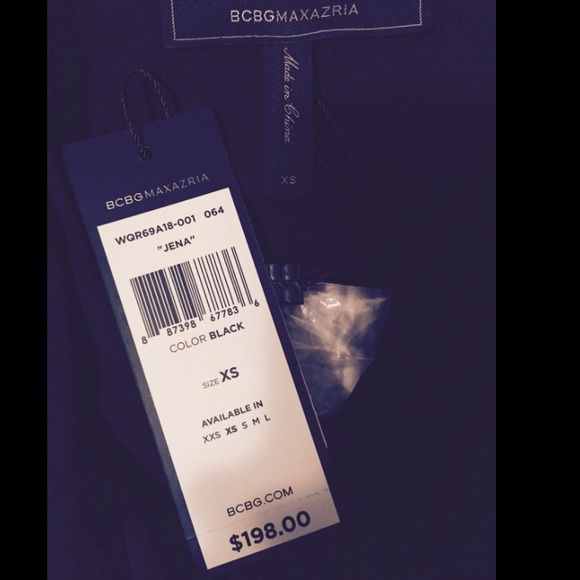 BCBGMAXAZRIA
Made in China
XS
BCBGMAXAZRIA
WQR69A18-001 064
"JENA"
8 87398 67783 6
COLOR BLACK
SIZE XS
AVAILABLE IN
XXS XS S M L
BCBG.COM
$198.00